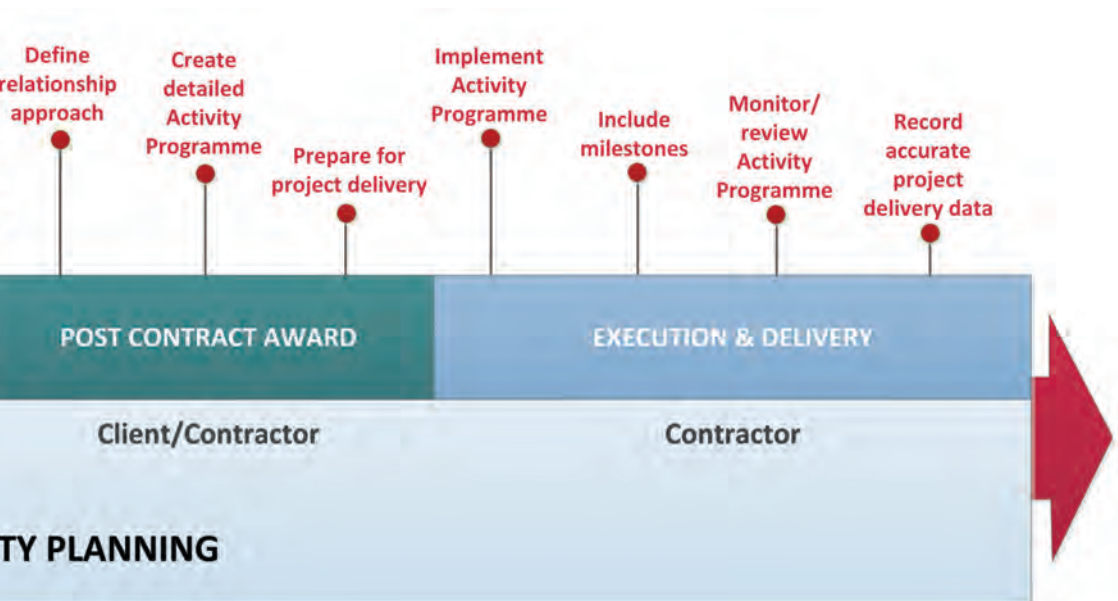 Define
relationship
approach
Create
detailed
Activity
Programme
Prepare for
project delivery
Implement
Activity
Programme
Include
milestones
Monitor/
review
Activity
Programme
Record
accurate
project
delivery data
POST CONTRACT AWARD
EXECUTION & DELIVERY
Client/Contractor
Contractor
TY PLANNING